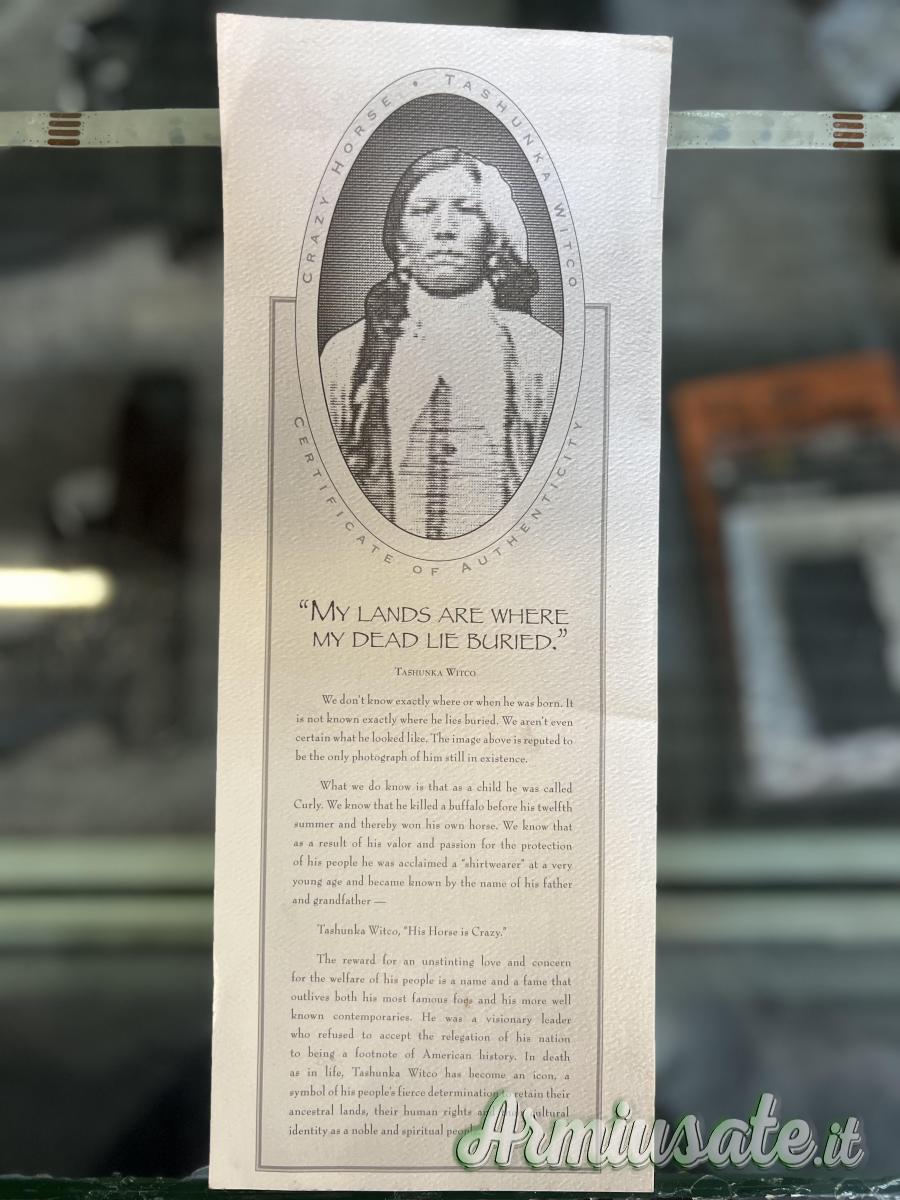 CRAZY HORSE • TASHUNKA WITCO
CERTIFICATE OF AUTHENTICITY
“MY LANDS ARE WHERE
MY DEAD LIE BURIED.”
TASHUNKA WITCO
We don't know exactly where or when he was born. It
is not known exactly where he lies buried. We aren't even
certain what he looked like. The image above is reputed to
be the only photograph of him still in existence.
What we do know is that as a child he was called
Curly. We know that he killed a buffalo before his twelfth
summer and thereby won his own horse. We know that
as a result of his valor and passion for the protection
of his people he was acclaimed a "shirtwearer" at a very
young age and became known by the name of his father
and grandfather —
Tashunka Witco, "His Horse is Crazy."
The reward for an unstinting love and concern
for the welfare of his people is a name and a fame that
outlives both his most famous foes and his more well
known contemporaries. He was a visionary leader
who refused to accept the relegation of his nation
to being a footnote of American history. In death
as in life, Tashunka Witco has become an icon, a
symbol of his people's fierce determination to retain their
ancestral lands, their human rights and their cultural
identity as a noble and spiritual people
Armiusate.it